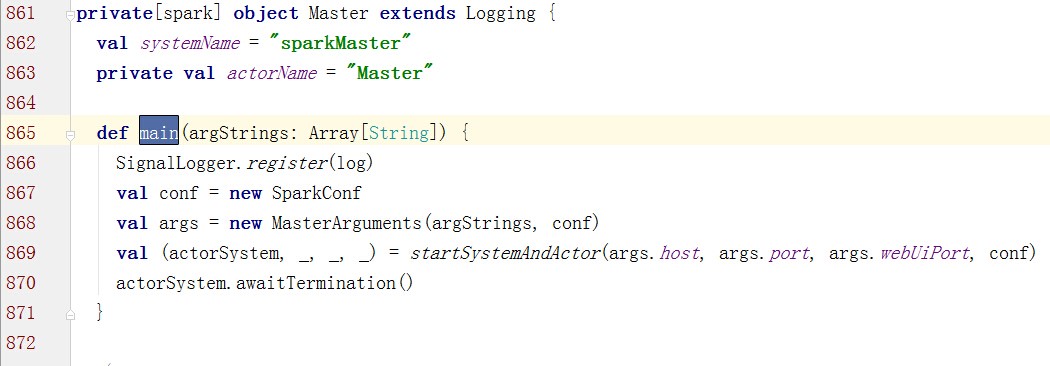 861 private[spark] object Master extends Logging {
862 val systemName = "sparkMaster"
863 private val actorName = "Master"
864
865 def main(argStrings: Array[String]) {
866 SignalLogger.register(log)
867 val conf = new SparkConf
868 val args = new MasterArguments(argStrings, conf)
869 val (actorSystem, _, _, _) = startSystemAndActor(args.host, args.port, args.webUiPort, conf)
870 actorSystem.awaitTermination()
871 }
872